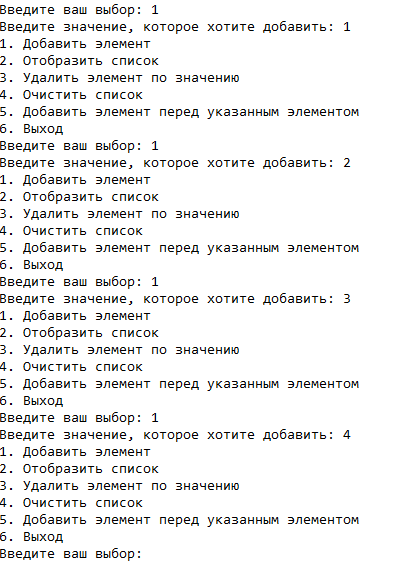 Введите ваш выбор: 1
Введите значение, которое хотите добавить: 1
1. Добавить элемент
2. Отобразить список
3. Удалить элемент по значению
4. Очистить список
5. Добавить элемент перед указанным элементом
6. Выход
Введите ваш выбор: 1
Введите значение, которое хотите добавить: 2
1. Добавить элемент
2. Отобразить список
3. Удалить элемент по значению
4. Очистить список
5. Добавить элемент перед указанным элементом
6. Выход
Введите ваш выбор: 1
Введите значение, которое хотите добавить: 3
1. Добавить элемент
2. Отобразить список
3. Удалить элемент по значению
4. Очистить список
5. Добавить элемент перед указанным элементом
6. Выход
Введите ваш выбор: 1
Введите значение, которое хотите добавить: 4
1. Добавить элемент
2. Отобразить список
3. Удалить элемент по значению
4. Очистить список
5. Добавить элемент перед указанным элементом
6. Выход
Введите ваш выбор: